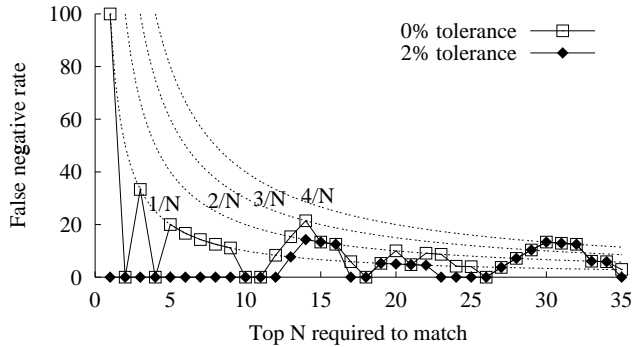 100
80
60
40
20
0
False negative rate
0% tolerance
2% tolerance
1/N
2/N
3/N
4/N
0 5 10 15 20 25 30 35
Top N required to match